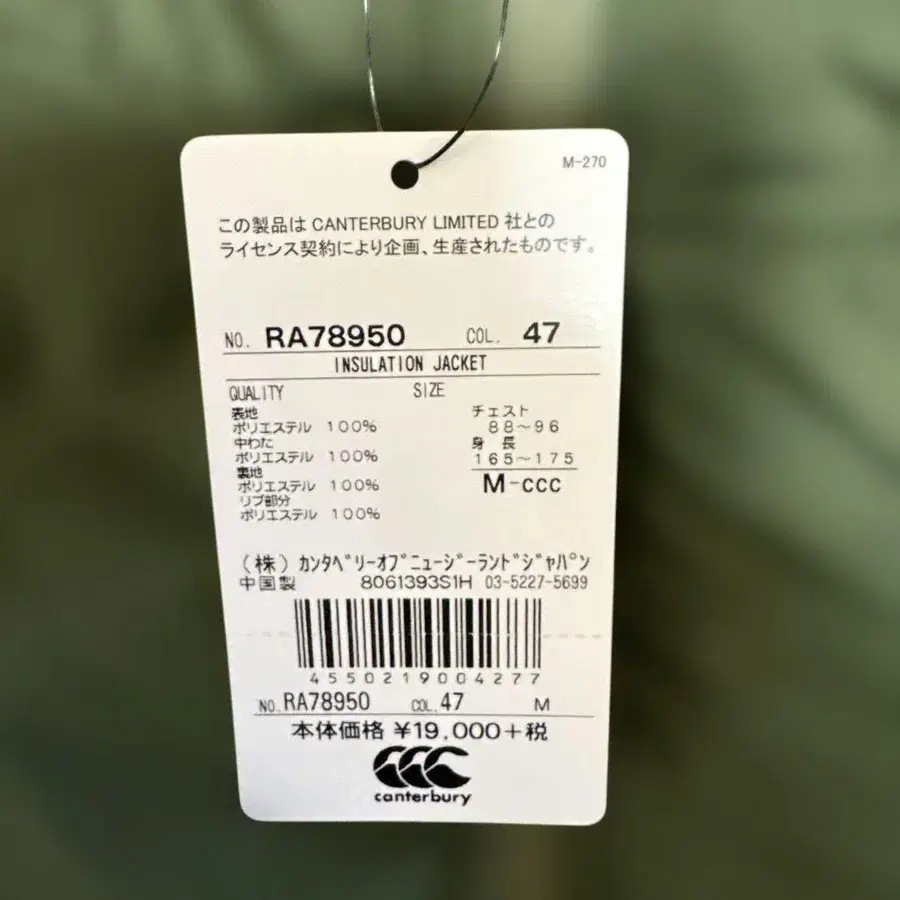 M-270
この製品は CANTERBURY LIMITED 社との
ライセンス契約により企画、生産されたものです。
NO. RA78950 COL. 47
INSULATION JACKET
QUALITY SIZE
表地
ポリエステル 100%
中わた
ポリエステル 100%
裏地
ポリエステル 100%
リブ部分
ポリエステル 100%
チェスト
88〜96
身 長
165〜175
M-CCC
(株) カンタベリーオブニュージーランドジャパン
中国製 8061393S1H 03-5227-5699
4550219004277
NO. RA78950 COL. 47 M
本体価格 ¥19,000+税
canterbury